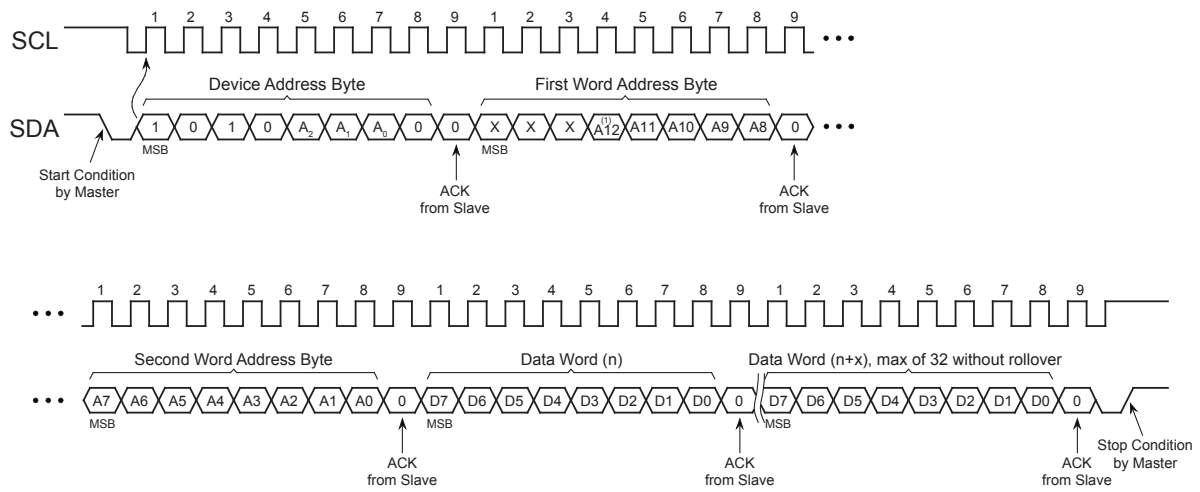 1 2 3 4 5 6 7 8 9 1 2 3 4 5 6 7 8 9
SCL •••
Device Address Byte First Word Address Byte
SDA 1 0 1 0 A2 A1 A0 0 0 X X X A12(1) A11 A10 A9 A8 0 •••
MSB MSB
Start Condition
by Master
ACK
from Slave
ACK
from Slave
1 2 3 4 5 6 7 8 9 1 2 3 4 5 6 7 8 9 1 2 3 4 5 6 7 8 9
•••
Second Word Address Byte Data Word (n) Data Word (n+x), max of 32 without rollover
••• A7 A6 A5 A4 A3 A2 A1 A0 0 D7 D6 D5 D4 D3 D2 D1 D0 0 D7 D6 D5 D4 D3 D2 D1 D0 0
MSB MSB MSB
ACK
from Slave
ACK
from Slave
ACK
from Slave
Stop Condition
by Master